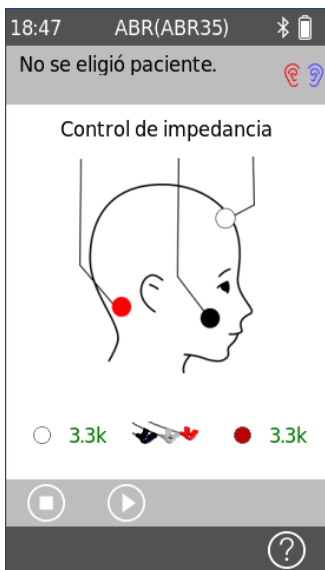 18:47 ABR(ABR35)
No se eligió paciente.
Control de impedancia
3.3k 3.3k
?